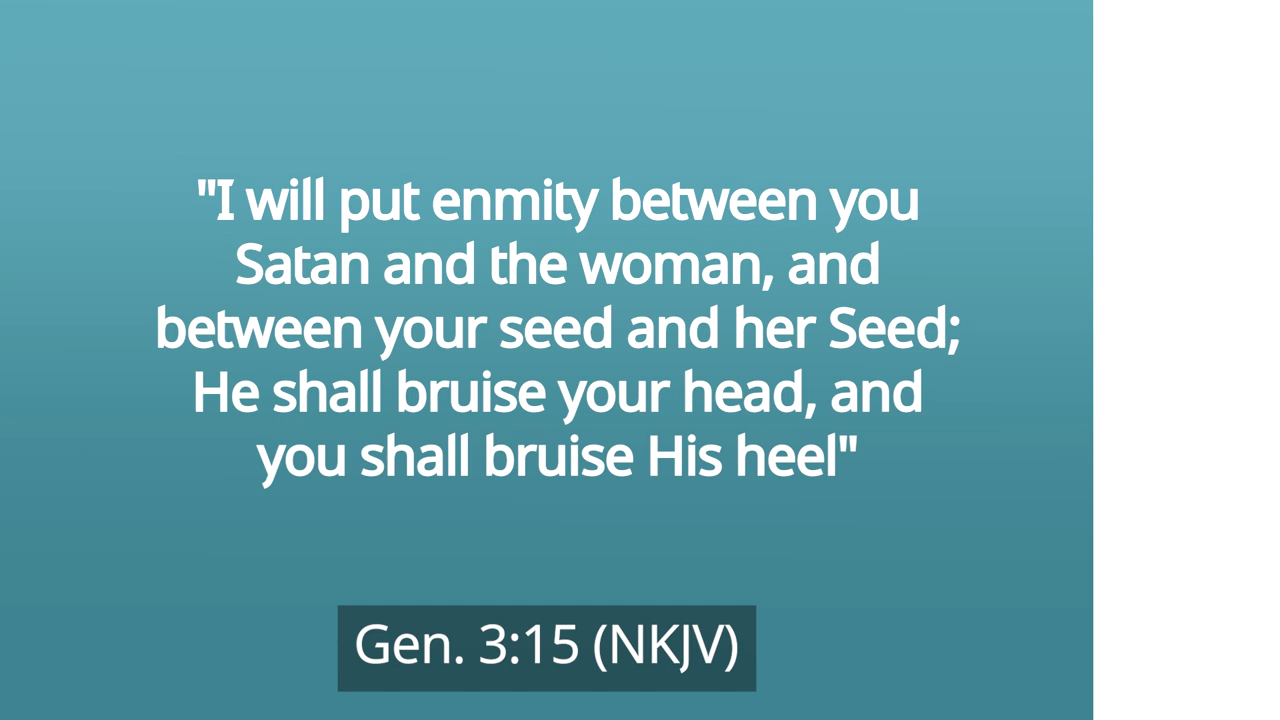 "I will put enmity between you
Satan and the woman, and
between your seed and her Seed;
He shall bruise your head, and
you shall bruise His heel"
Gen. 3:15 (NKJV)